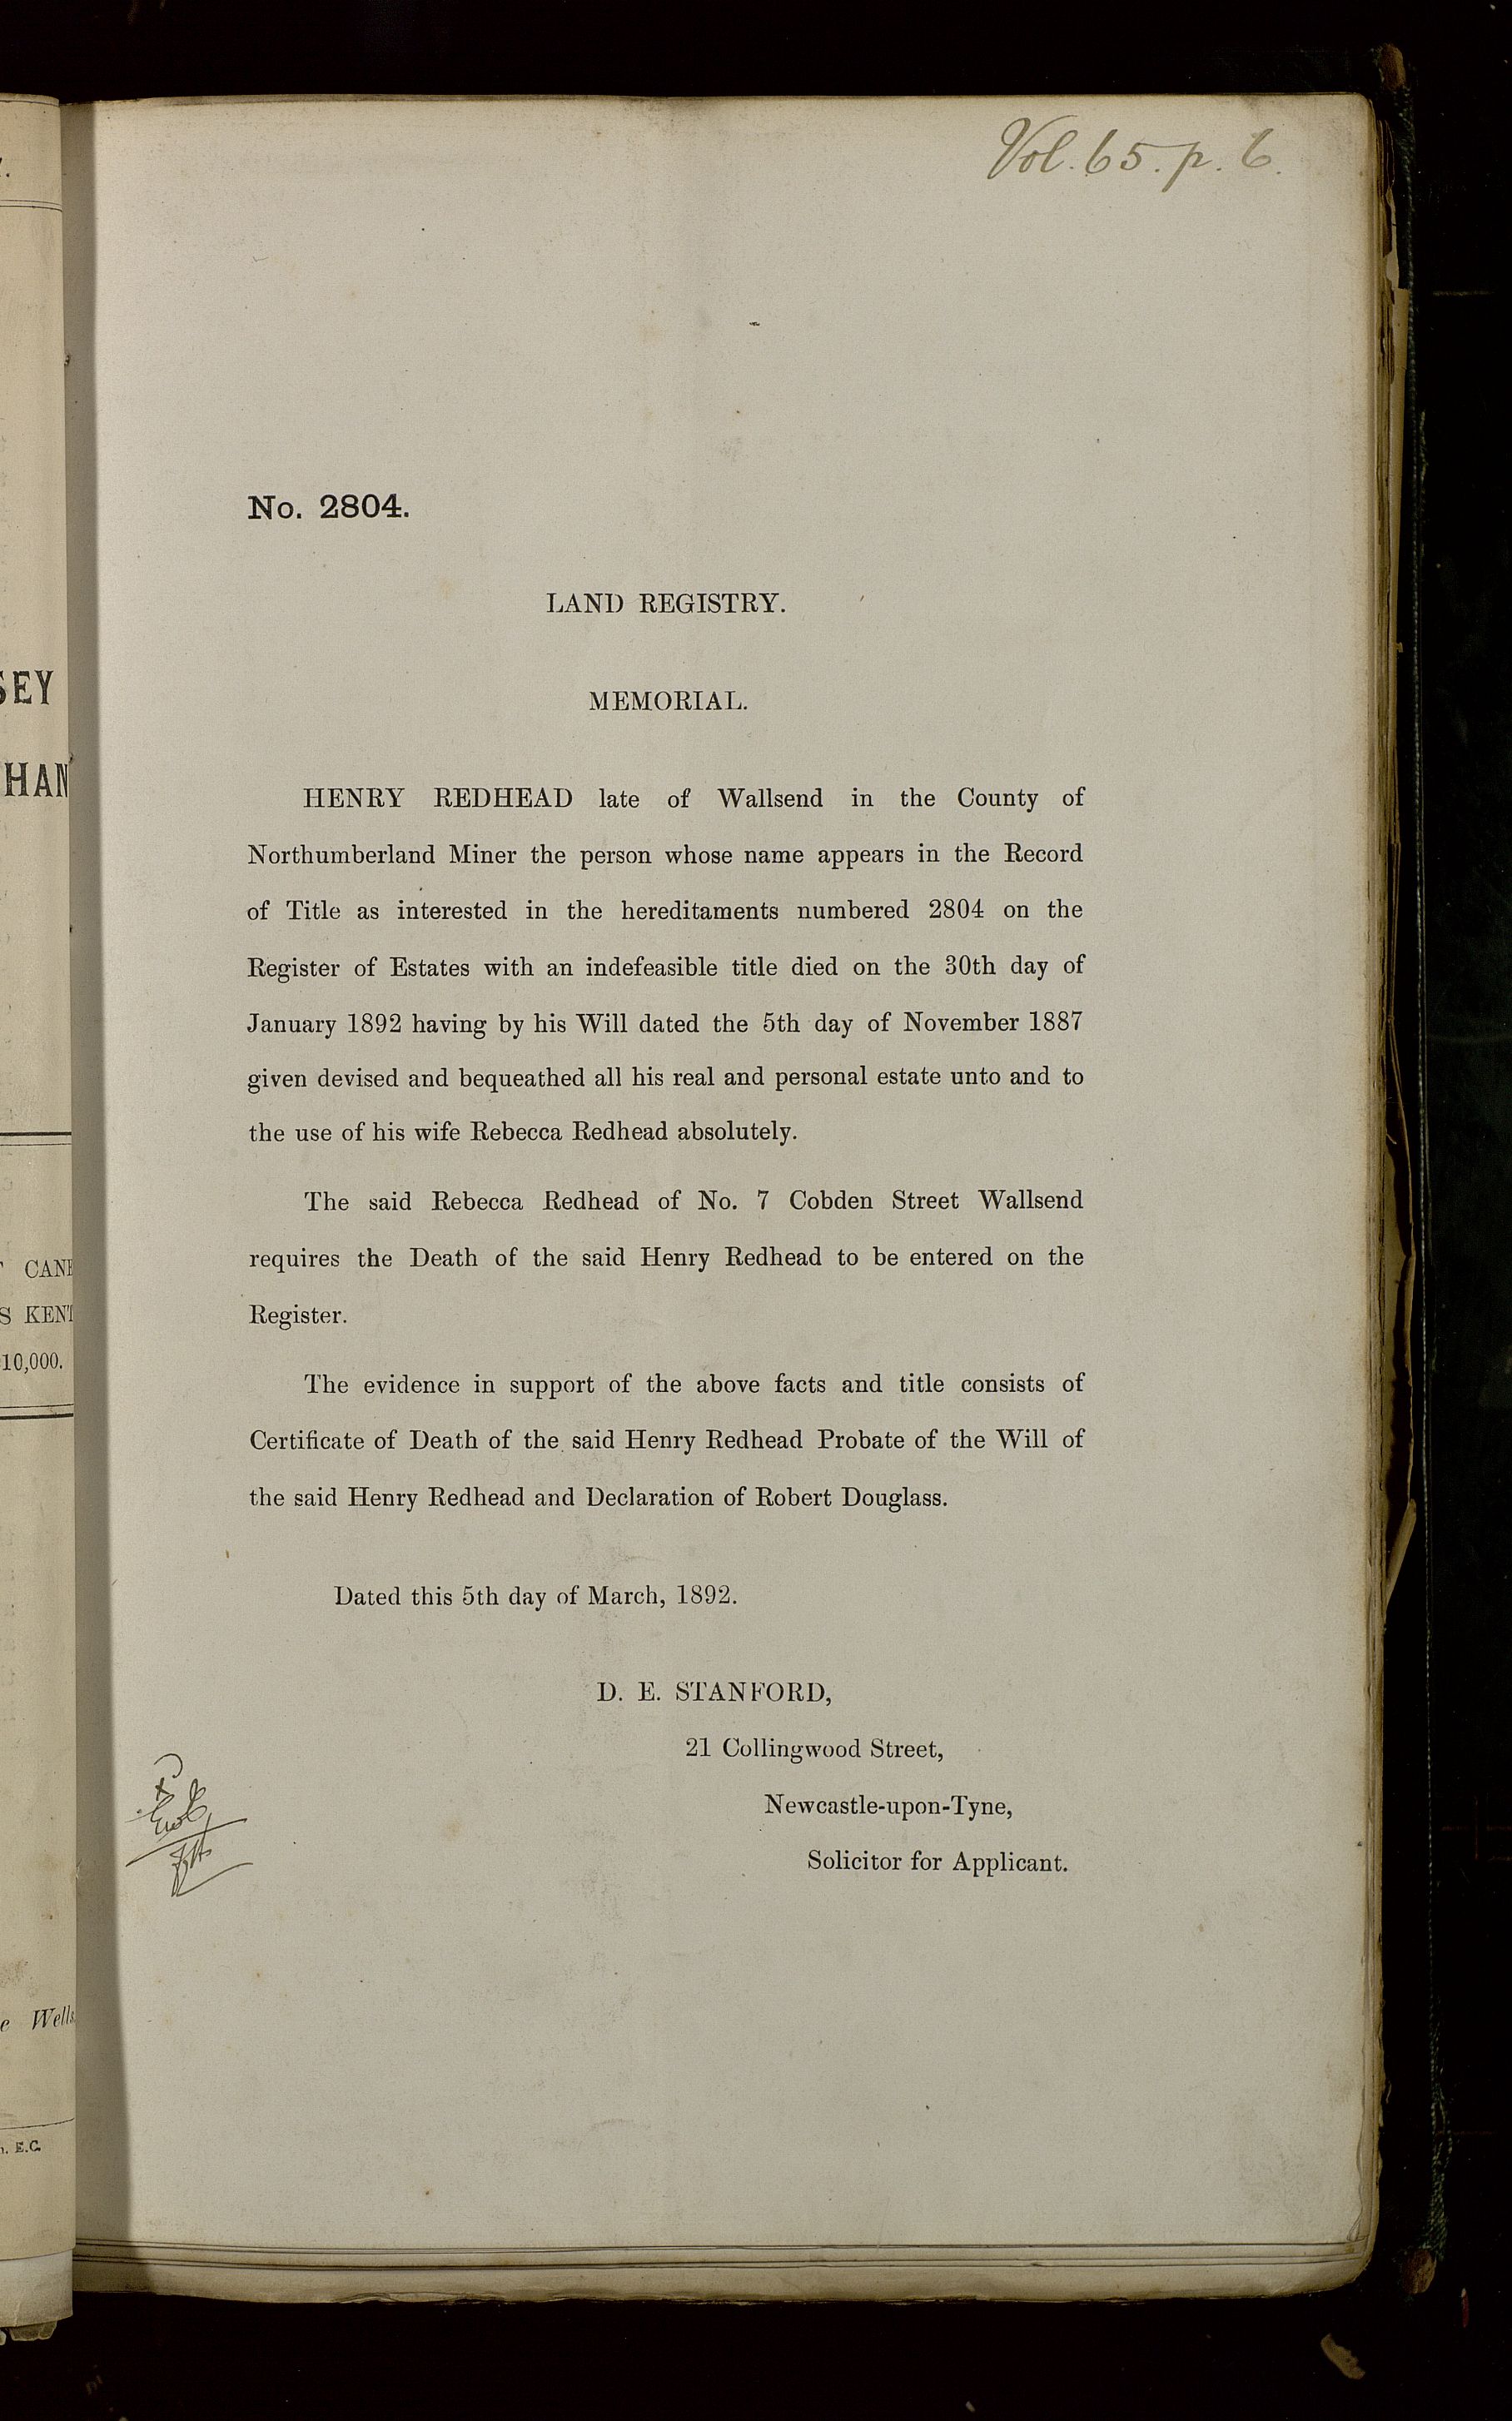 Vol. 65. p. 6.
No. 2804.
LAND REGISTRY.
MEMORIAL.
HENRY REDHEAD late of Wallsend in the County of
Northumberland Miner the person whose name appears in the Record
of Title as interested in the hereditaments numbered 2804 on the
Register of Estates with an indefeasible title died on the 30th day of
January 1892 having by his Will dated the 5th day of November 1887
given devised and bequeathed all his real and personal estate unto and to
the use of his wife Rebecca Redhead absolutely.
The said Rebecca Redhead of No. 7 Cobden Street Wallsend
requires the Death of the said Henry Redhead to be entered on the
Register.
The evidence in support of the above facts and title consists of
Certificate of Death of the said Henry Redhead Probate of the Will of
the said Henry Redhead and Declaration of Robert Douglass.
Dated this 5th day of March, 1892.
D. E. STANFORD,
21 Collingwood Street,
Newcastle-upon-Tyne,
Solicitor for Applicant.
SEY
HAN
CANE
S KENT
10,000.
e Wells
E.C.